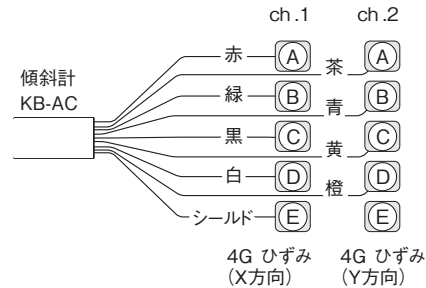 ch.1 ch.2
傾斜計
KB-AC
赤 A 茶 A
緑 B 青 B
黒 C 黄 C
白 D 橙 D
シールド E E
4G ひずみ 4G ひずみ
（X方向） （Y方向）